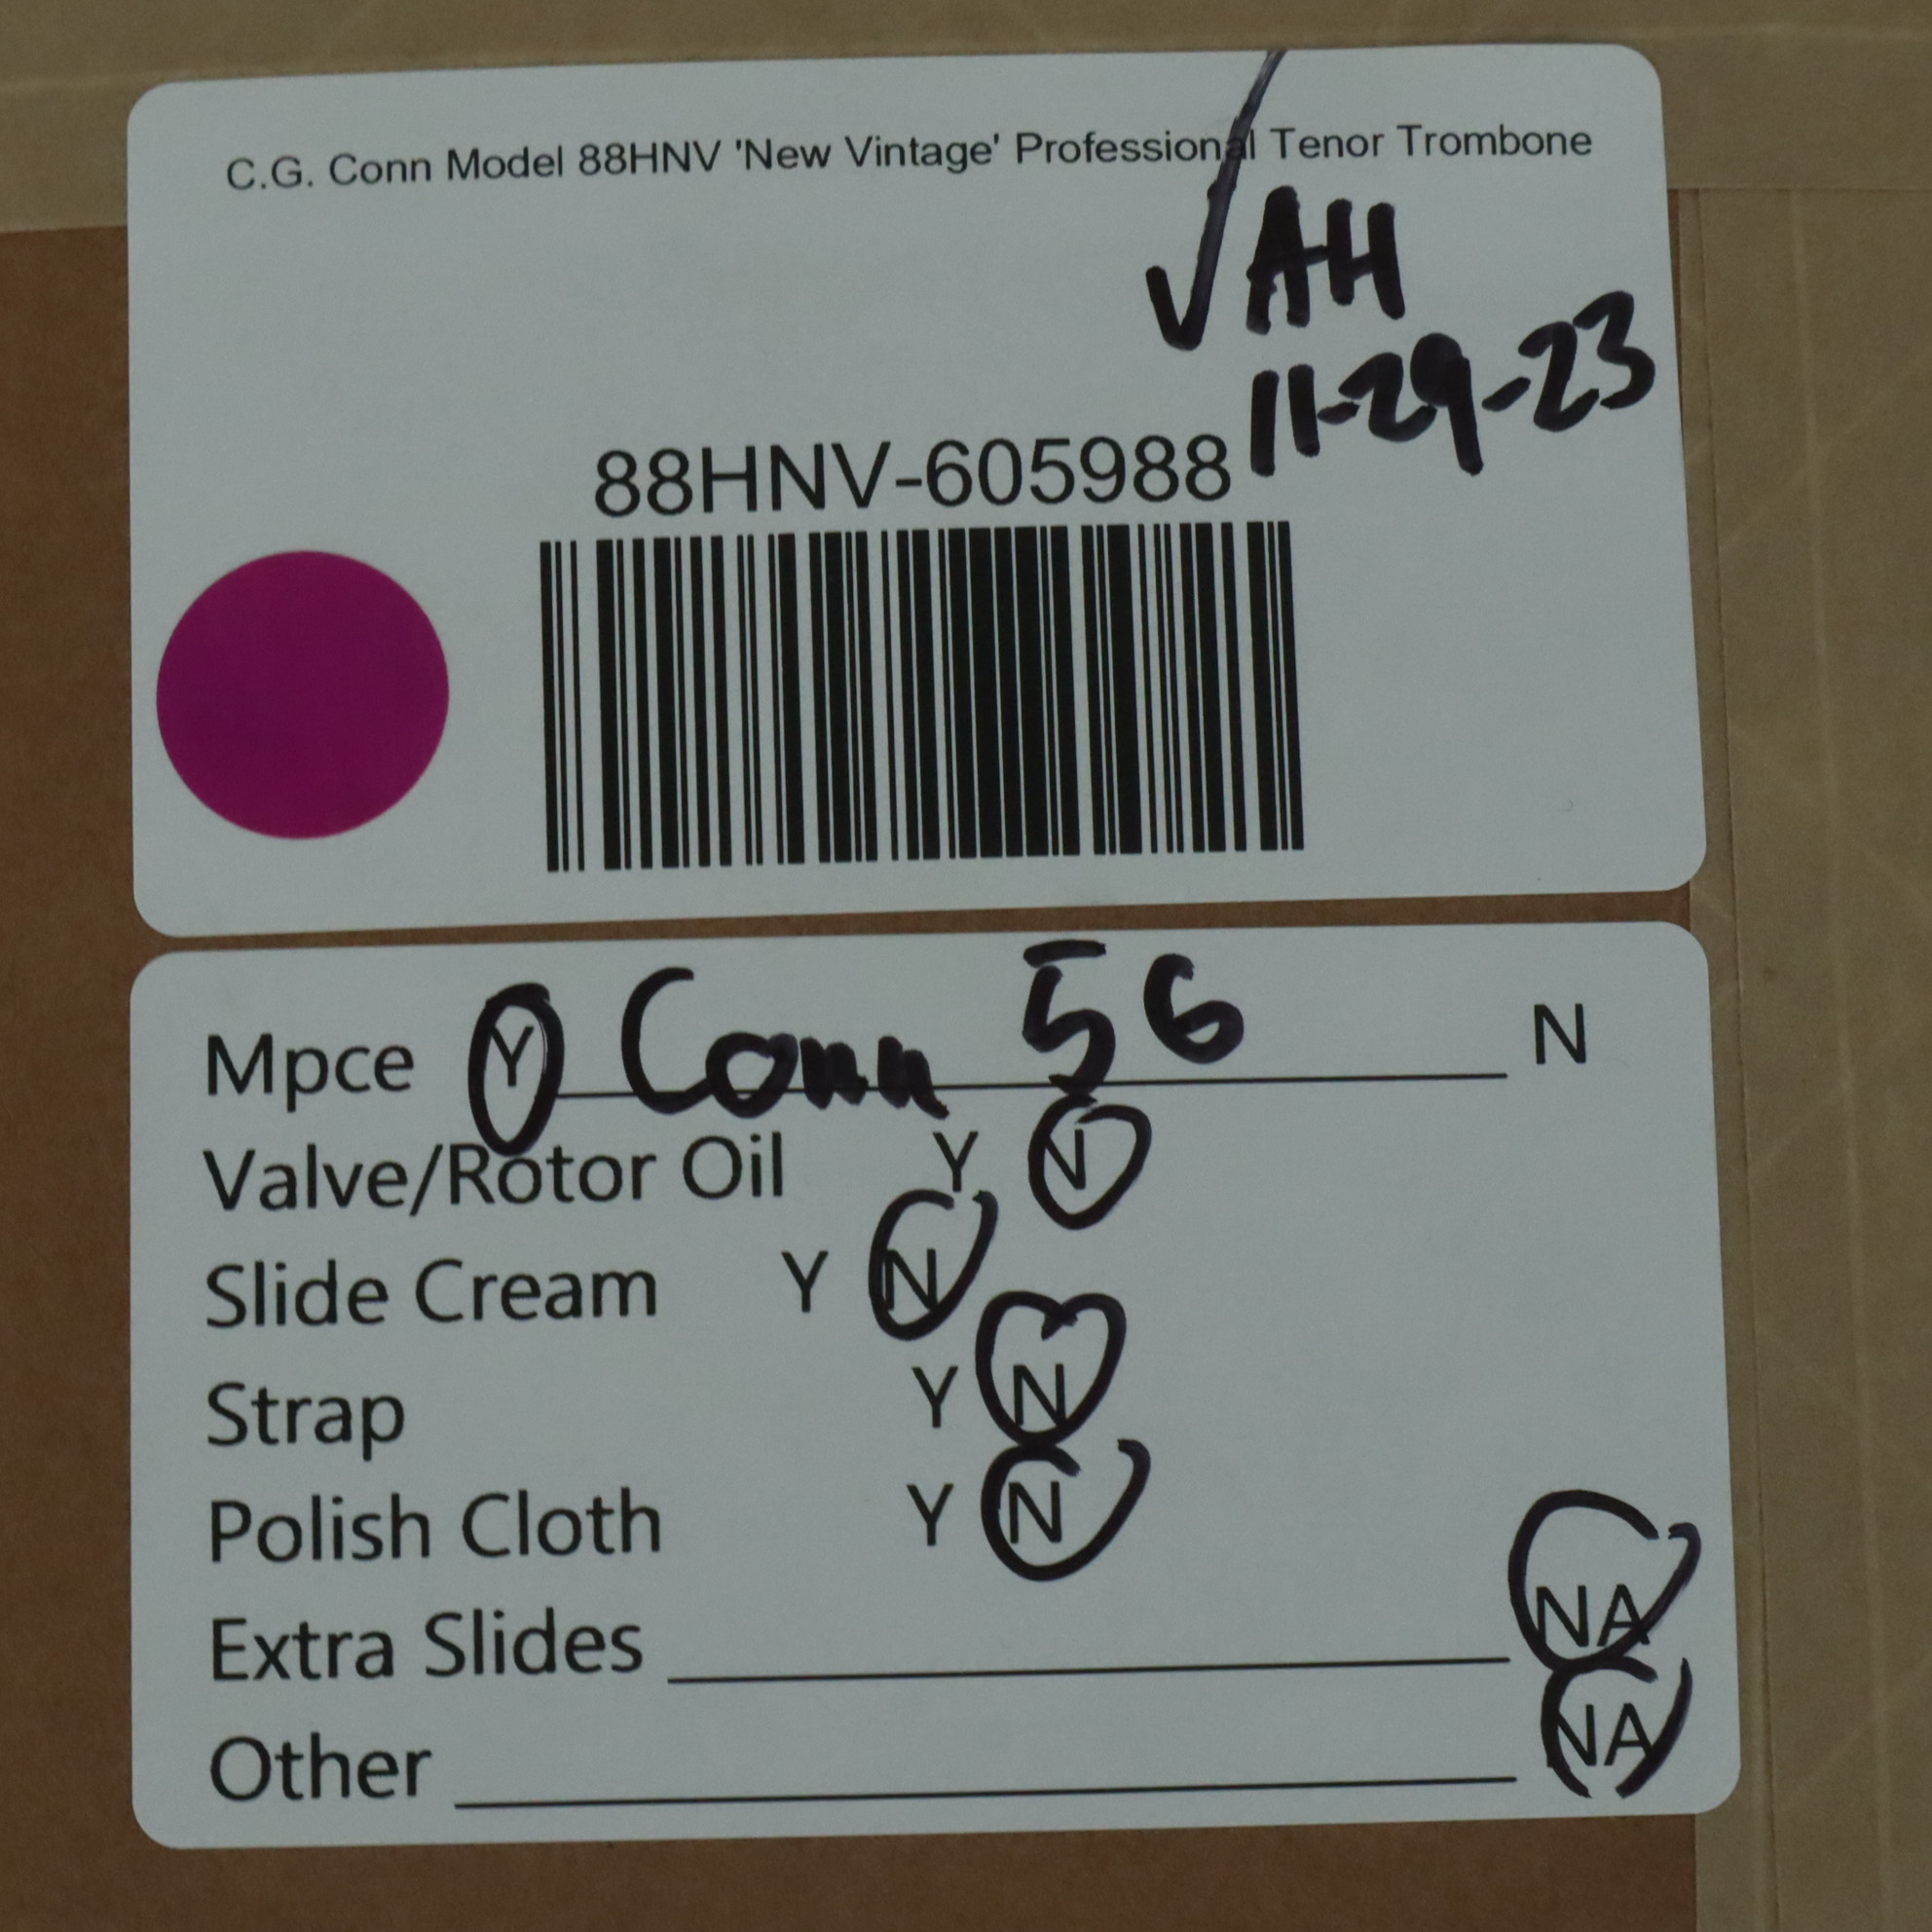 C.G. Conn Model 88HNV 'New Vintage' Professional Tenor Trombone
√AH
11-29-23
88HNV-605988
Mpce Y Conn 5G N
Valve/Rotor Oil Y N
Slide Cream Y N
Strap Y N
Polish Cloth Y N
Extra Slides NA
Other NA